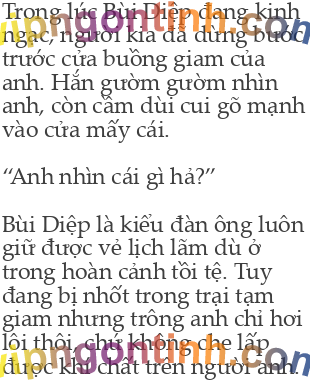 Trong lúc Bùi Diệp đang kinh
ngạc, người kia đã dừng bước
trước cửa buồng giam của
anh. Hắn gườm gườm nhìn
anh, còn cầm dùi cui gõ mạnh
vào cửa mấy cái.
“Anh nhìn cái gì hả?”
Bùi Diệp là kiểu đàn ông luôn
giữ được vẻ lịch lãm dù ở
trong hoàn cảnh tồi tệ. Tuy
đang bị nhốt trong trại tạm
giam nhưng trông anh chỉ hơi
lôi thôi, chứ không che lấp
được khí chất trên người anh.
vipngontinh.com
vipngontinh.com